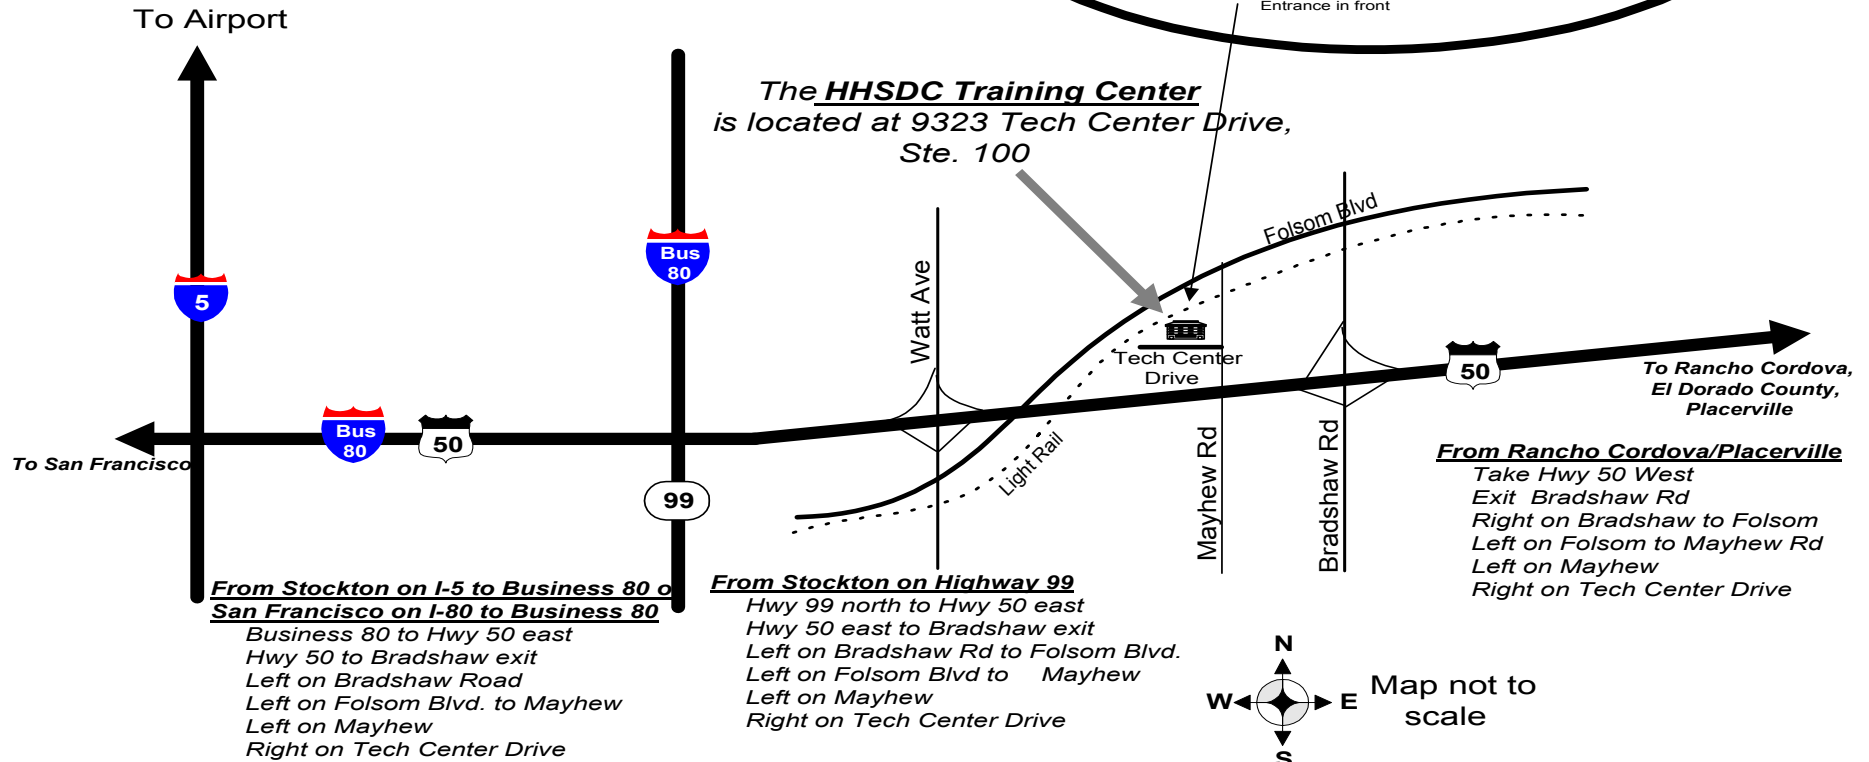 Entrance in front
To Airport
The HHSDC Training Center
is located at 9323 Tech Center Drive,
Ste. 100
Folsom Blvd
Bus
80
5
Watt Ave
Tech Center
Drive
50
To Rancho Cordova,
El Dorado County,
Placerville
Bus
80
50
To San Francisco
Light Rail
99
Mayhew Rd
Bradshaw Rd
From Rancho Cordova/Placerville
Take Hwy 50 West
Exit Bradshaw Rd
Right on Bradshaw to Folsom
Left on Folsom to Mayhew Rd
Left on Mayhew
Right on Tech Center Drive
From Stockton on I-5 to Business 80 o
San Francisco on I-80 to Business 80
Business 80 to Hwy 50 east
Hwy 50 to Bradshaw exit
Left on Bradshaw Road
Left on Folsom Blvd. to Mayhew
Left on Mayhew
Right on Tech Center Drive
From Stockton on Highway 99
Hwy 99 north to Hwy 50 east
Hwy 50 east to Bradshaw exit
Left on Bradshaw Rd to Folsom Blvd.
Left on Folsom Blvd to Mayhew
Left on Mayhew
Right on Tech Center Drive
N
W
E
S
Map not to
scale